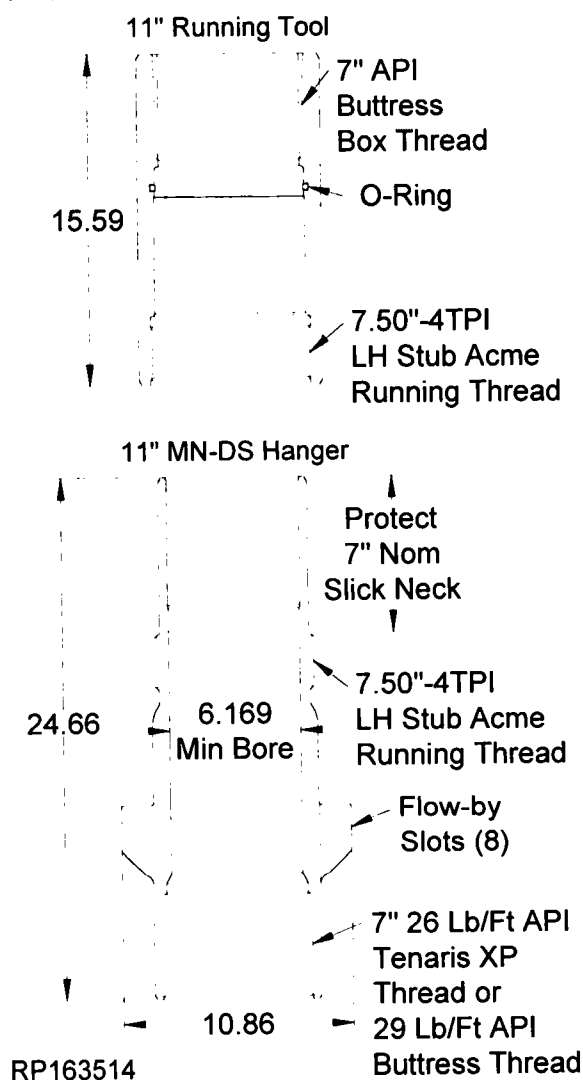 11" Running Tool
7" API
Buttress
Box Thread
O-Ring
15.59
7.50"-4TPI
LH Stub Acme
Running Thread
11" MN-DS Hanger
Protect
7" Nom
Slick Neck
7.50"-4TPI
LH Stub Acme
Running Thread
24.66
6.169
Min Bore
Flow-by
Slots (8)
7" 26 Lb/Ft API
Tenaris XP
Thread or
29 Lb/Ft API
Buttress Thread
10.86
RP163514